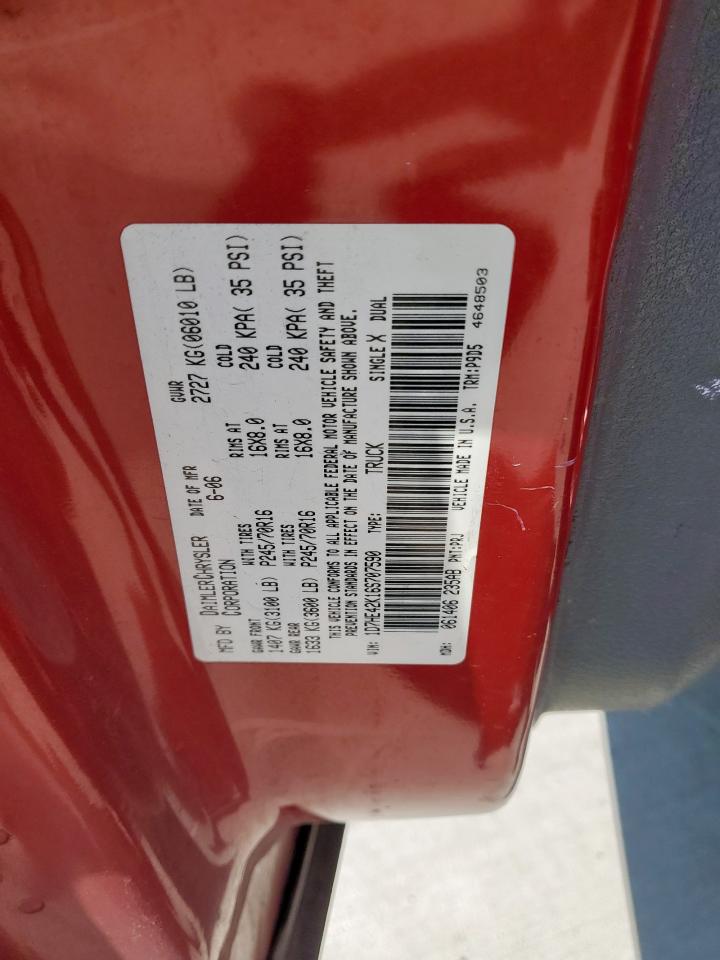 MFD BY DAIMLERCHRYSLER CORPORATION
DATE OF MFR 6-06
GVWR 2727 KG(06010 LB)
GAWR FRONT WITH TIRES RIMS AT COLD
1407 KG(3100 LB) P245/70R16 16X8.0 240 KPA( 35 PSI)
GAWR REAR WITH TIRES RIMS AT COLD
1633 KG(3600 LB) P245/70R16 16X8.0 240 KPA( 35 PSI)
THIS VEHICLE CONFORMS TO ALL APPLICABLE FEDERAL MOTOR VEHICLE SAFETY AND THEFT
PREVENTION STANDARDS IN EFFECT ON THE DATE OF MANUFACTURE SHOWN ABOVE.
VIN: 1D7HE42K16S707590 TYPE: TRUCK SINGLE X DUAL
MDH: 061406 235AB PNT:PRJ VEHICLE MADE IN U.S.A. TRM:P9D5 4648503